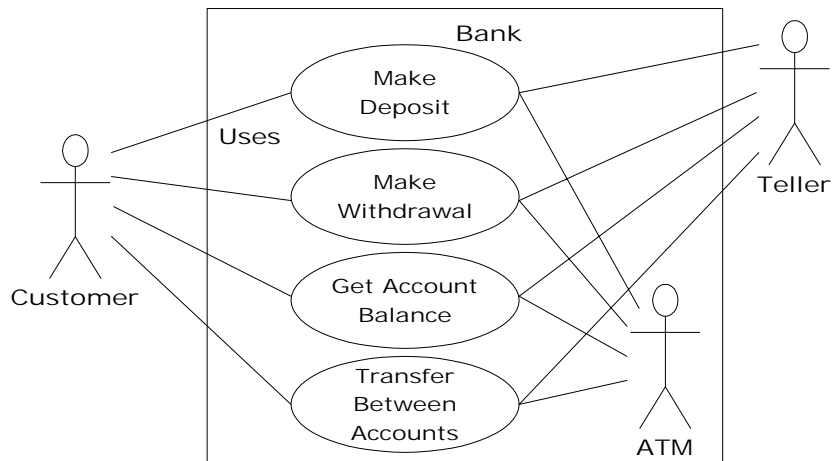 Bank
Make
Deposit
Uses
Make
Withdrawal
Teller
Get Account
Balance
Customer
Transfer
Between
Accounts
ATM